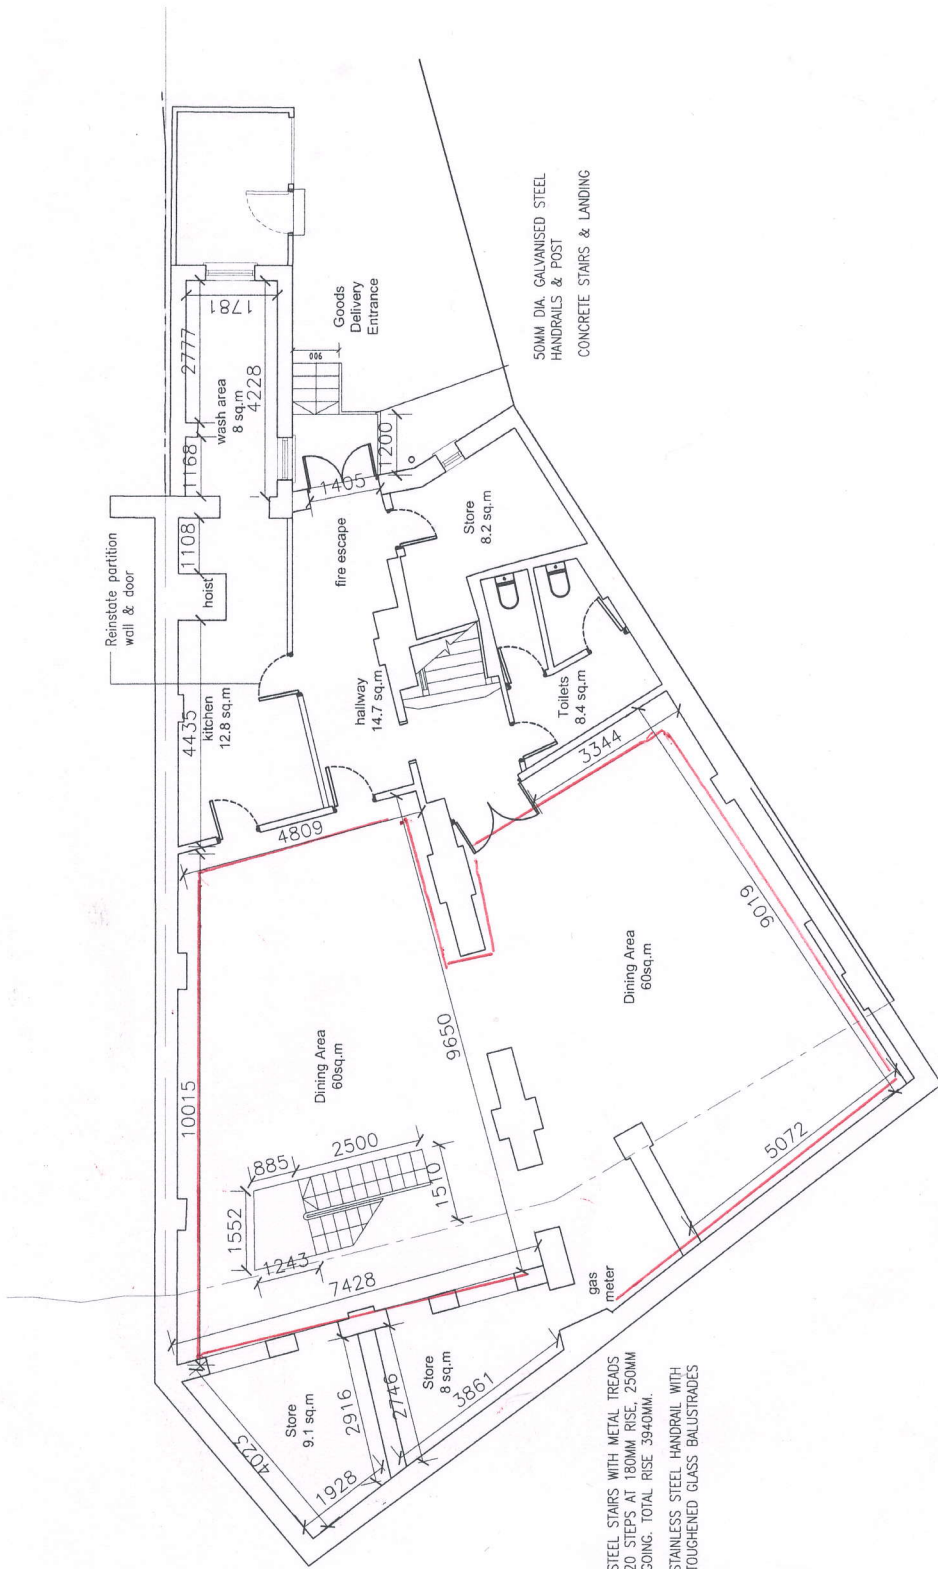 Reinstate partition
wall & door
2777
1781
wash area
8 sq.m
4228
1168
1108
hoist
4435
kitchen
12.8 sq.m
Goods
Delivery
Entrance
900
1200
1405
fire escape
Store
8.2 sq.m
hallway
14.7 sq.m
Toilets
8.4 sq.m
3344
4809
50MM DIA. GALVANISED STEEL
HANDRAILS & POST
CONCRETE STAIRS & LANDING
10015
Dining Area
60sq.m
9650
Dining Area
60sq.m
9019
5072
885
2500
1552
1510
1243
7428
gas
meter
Store
9.1 sq.m
2916
Store
8 sq.m
2746
3861
4023
1928
STEEL STAIRS WITH METAL TREADS
20 STEPS AT 180MM RISE, 250MM
GOING. TOTAL RISE 3940MM.
STAINLESS STEEL HANDRAIL WITH
TOUGHENED GLASS BALUSTRADES